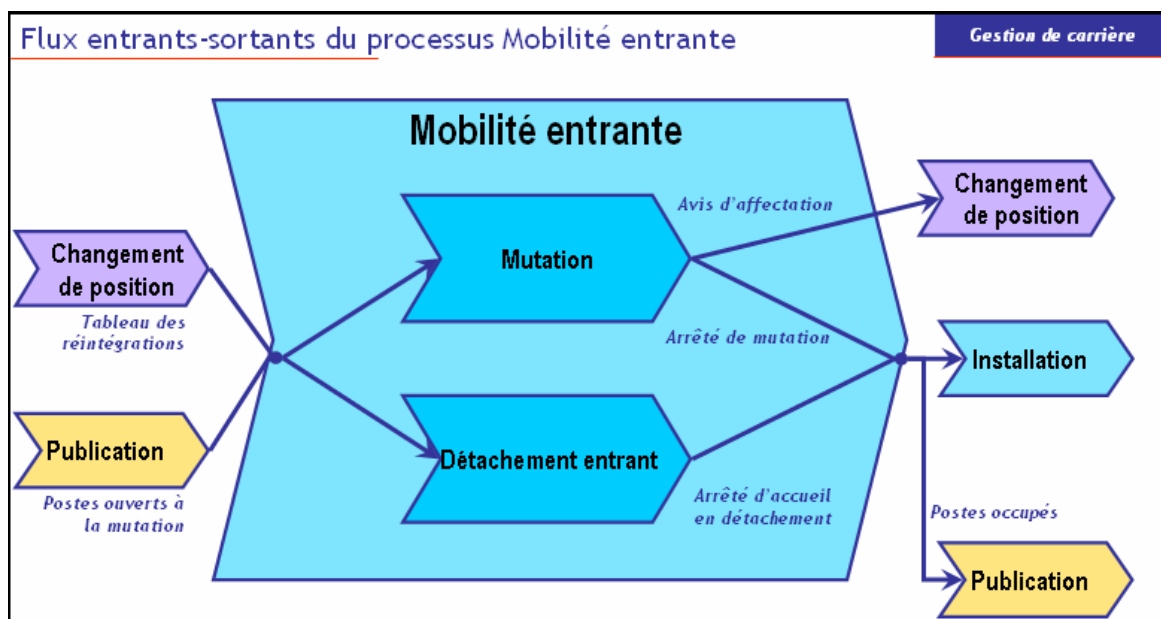 Flux entrants-sortants du processus Mobilité entrante
Gestion de carrière
Mobilité entrante
Changement
de position
Tableau des
réintégrations
Publication
Postes ouverts à
la mutation
Mutation
Détachement entrant
Avis d'affectation
Arrêté de mutation
Arrêté d'accueil
en détachement
Changement
de position
Installation
Postes occupés
Publication